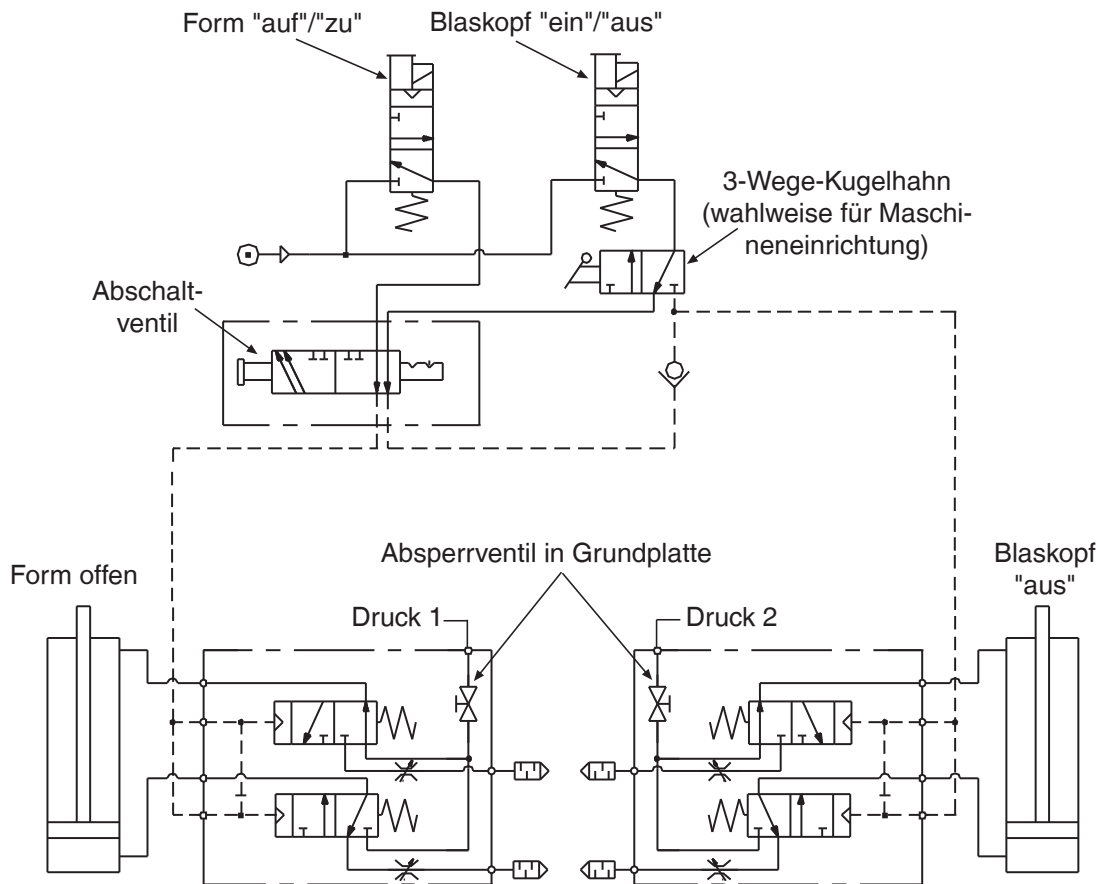 Form "auf"/"zu"
Blaskopf "ein"/"aus"
3-Wege-Kugelhahn
(wahlweise für Maschi-
neneinrichtung)
Abschalt-
ventil
Absperrventil in Grundplatte
Form offen
Blaskopf
"aus"
Druck 1
Druck 2